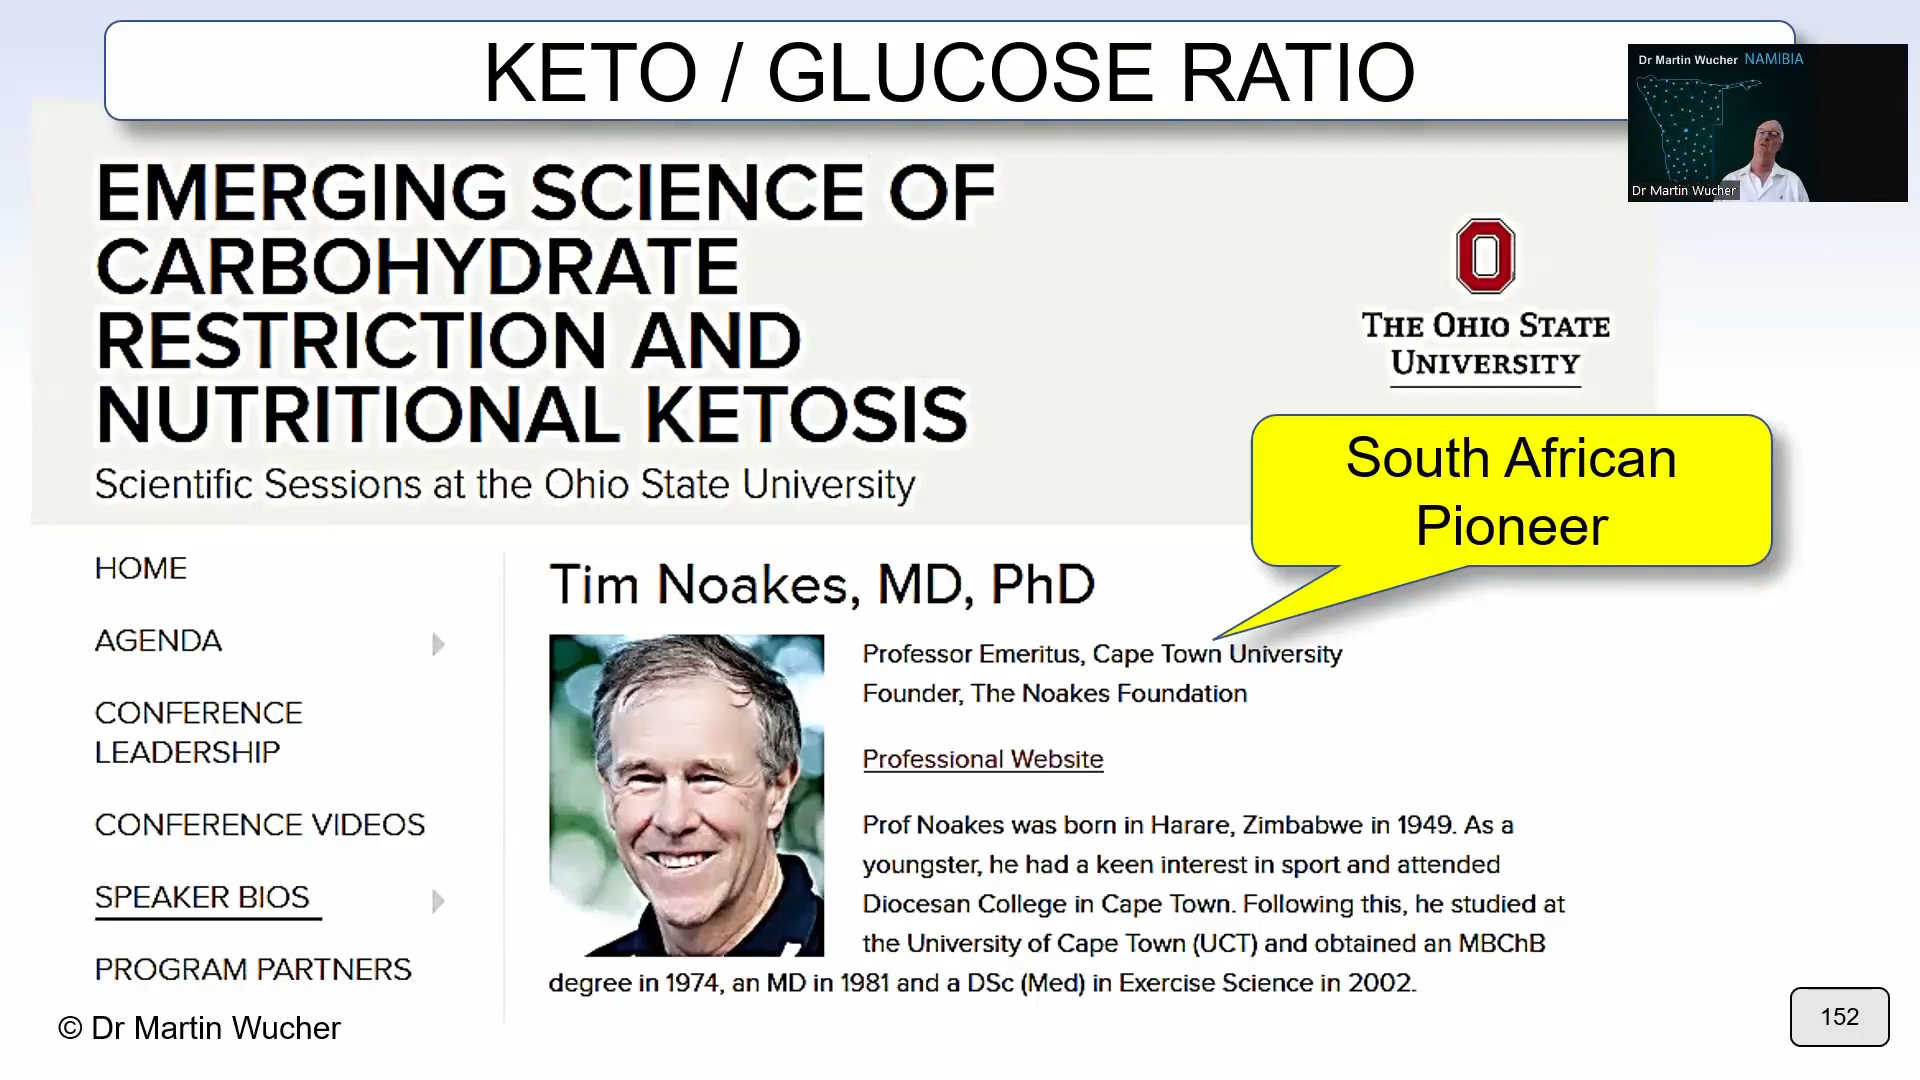 KETO / GLUCOSE RATIO
Dr Martin Wucher NAMIBIA
Dr Martin Wucher
EMERGING SCIENCE OF
CARBOHYDRATE
RESTRICTION AND
NUTRITIONAL KETOSIS
Scientific Sessions at the Ohio State University
THE OHIO STATE
UNIVERSITY
South African
Pioneer
HOME
AGENDA
CONFERENCE
LEADERSHIP
CONFERENCE VIDEOS
SPEAKER BIOS
PROGRAM PARTNERS
Tim Noakes, MD, PhD
Professor Emeritus, Cape Town University
Founder, The Noakes Foundation
Professional Website
Prof Noakes was born in Harare, Zimbabwe in 1949. As a
youngster, he had a keen interest in sport and attended
Diocesan College in Cape Town. Following this, he studied at
the University of Cape Town (UCT) and obtained an MBChB
degree in 1974, an MD in 1981 and a DSc (Med) in Exercise Science in 2002.
© Dr Martin Wucher
152